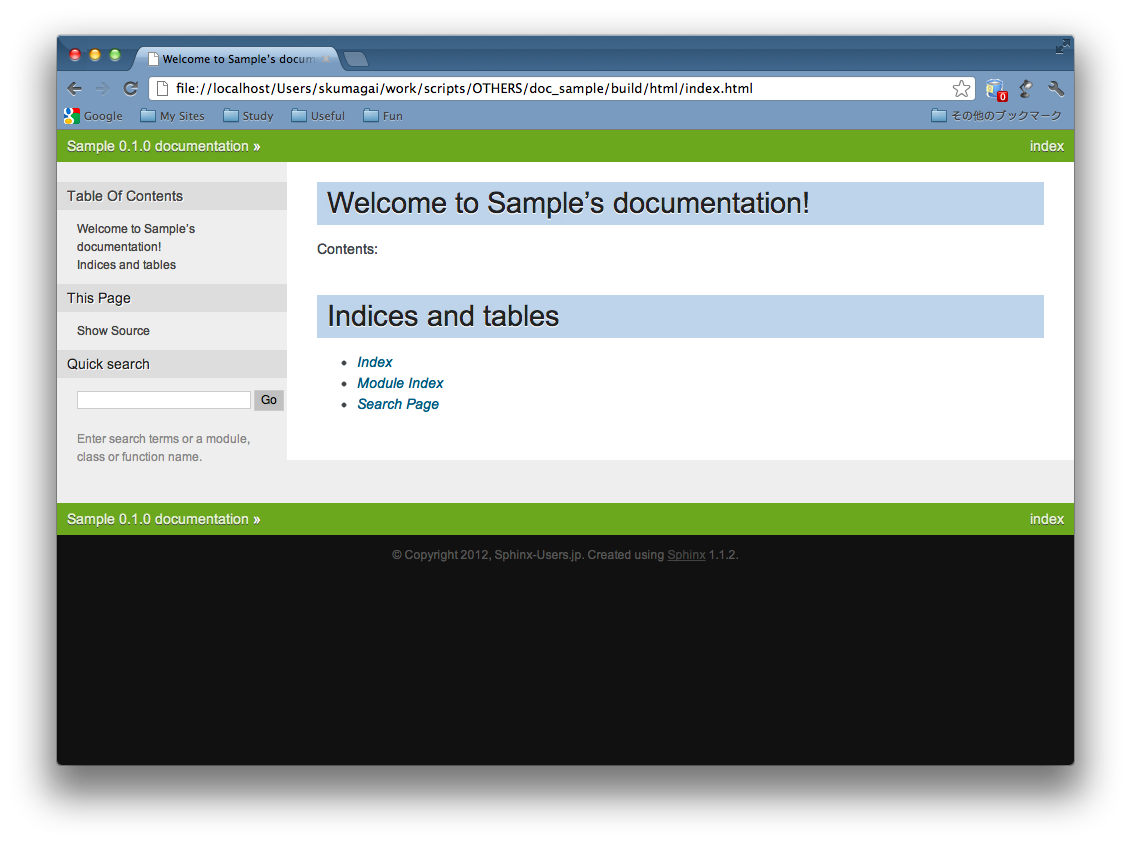 Welcome to Sample's docum
file://localhost/Users/skumagai/work/scripts/OTHERS/doc_sample/build/html/index.html
0
Google My Sites Study Useful Fun その他のブックマーク
Sample 0.1.0 documentation » index
Table Of Contents
Welcome to Sample's
documentation!
Indices and tables
This Page
Show Source
Quick search
Go
Enter search terms or a module,
class or function name.
Welcome to Sample’s documentation!
Contents:
Indices and tables
• Index
• Module Index
• Search Page
Sample 0.1.0 documentation » index
© Copyright 2012, Sphinx-Users.jp. Created using Sphinx 1.1.2.